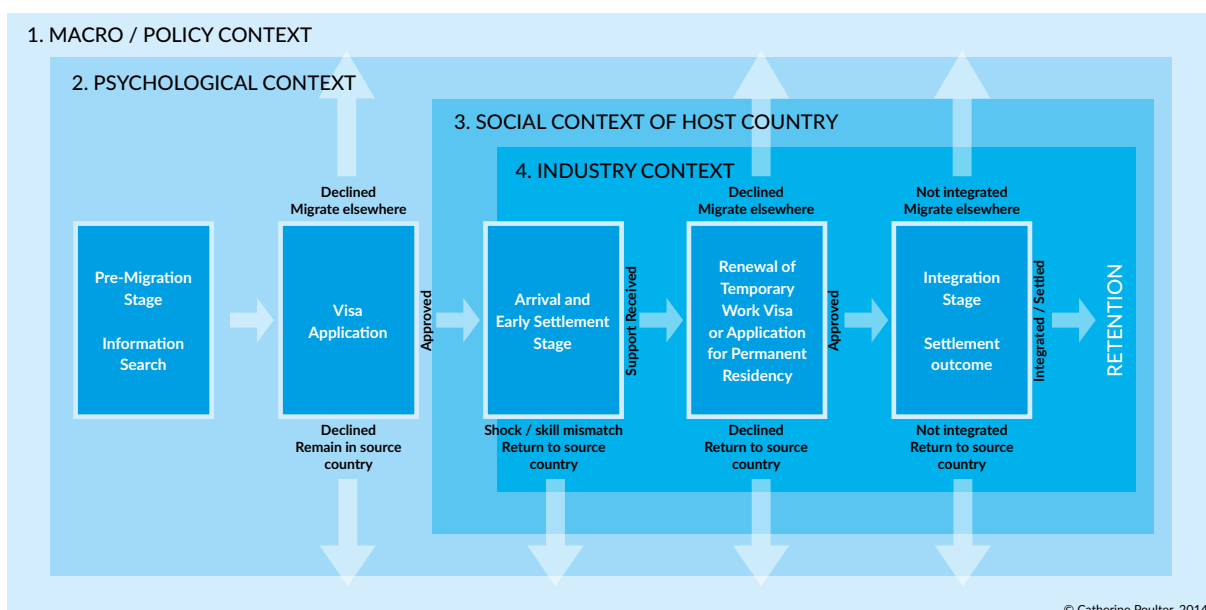 1. MACRO / POLICY CONTEXT
2. PSYCHOLOGICAL CONTEXT
3. SOCIAL CONTEXT OF HOST COUNTRY
4. INDUSTRY CONTEXT
Declined
Migrate elsewhere
Declined
Migrate elsewhere
Not integrated
Migrate elsewhere
Pre-Migration
Stage
Information
Search
Visa
Application
Approved
Arrival and
Early Settlement
Stage
Support Received
Renewal of
Temporary
Work Visa
or Application
for Permanent
Residency
Approved
Integration
Stage
Settlement
outcome
Integrated / Settled
RETENTION
Declined
Remain in source
country
Shock / skill mismatch
Return to source
country
Declined
Return to source
country
Not integrated
Return to source
country
© Catherine Poulter, 2014